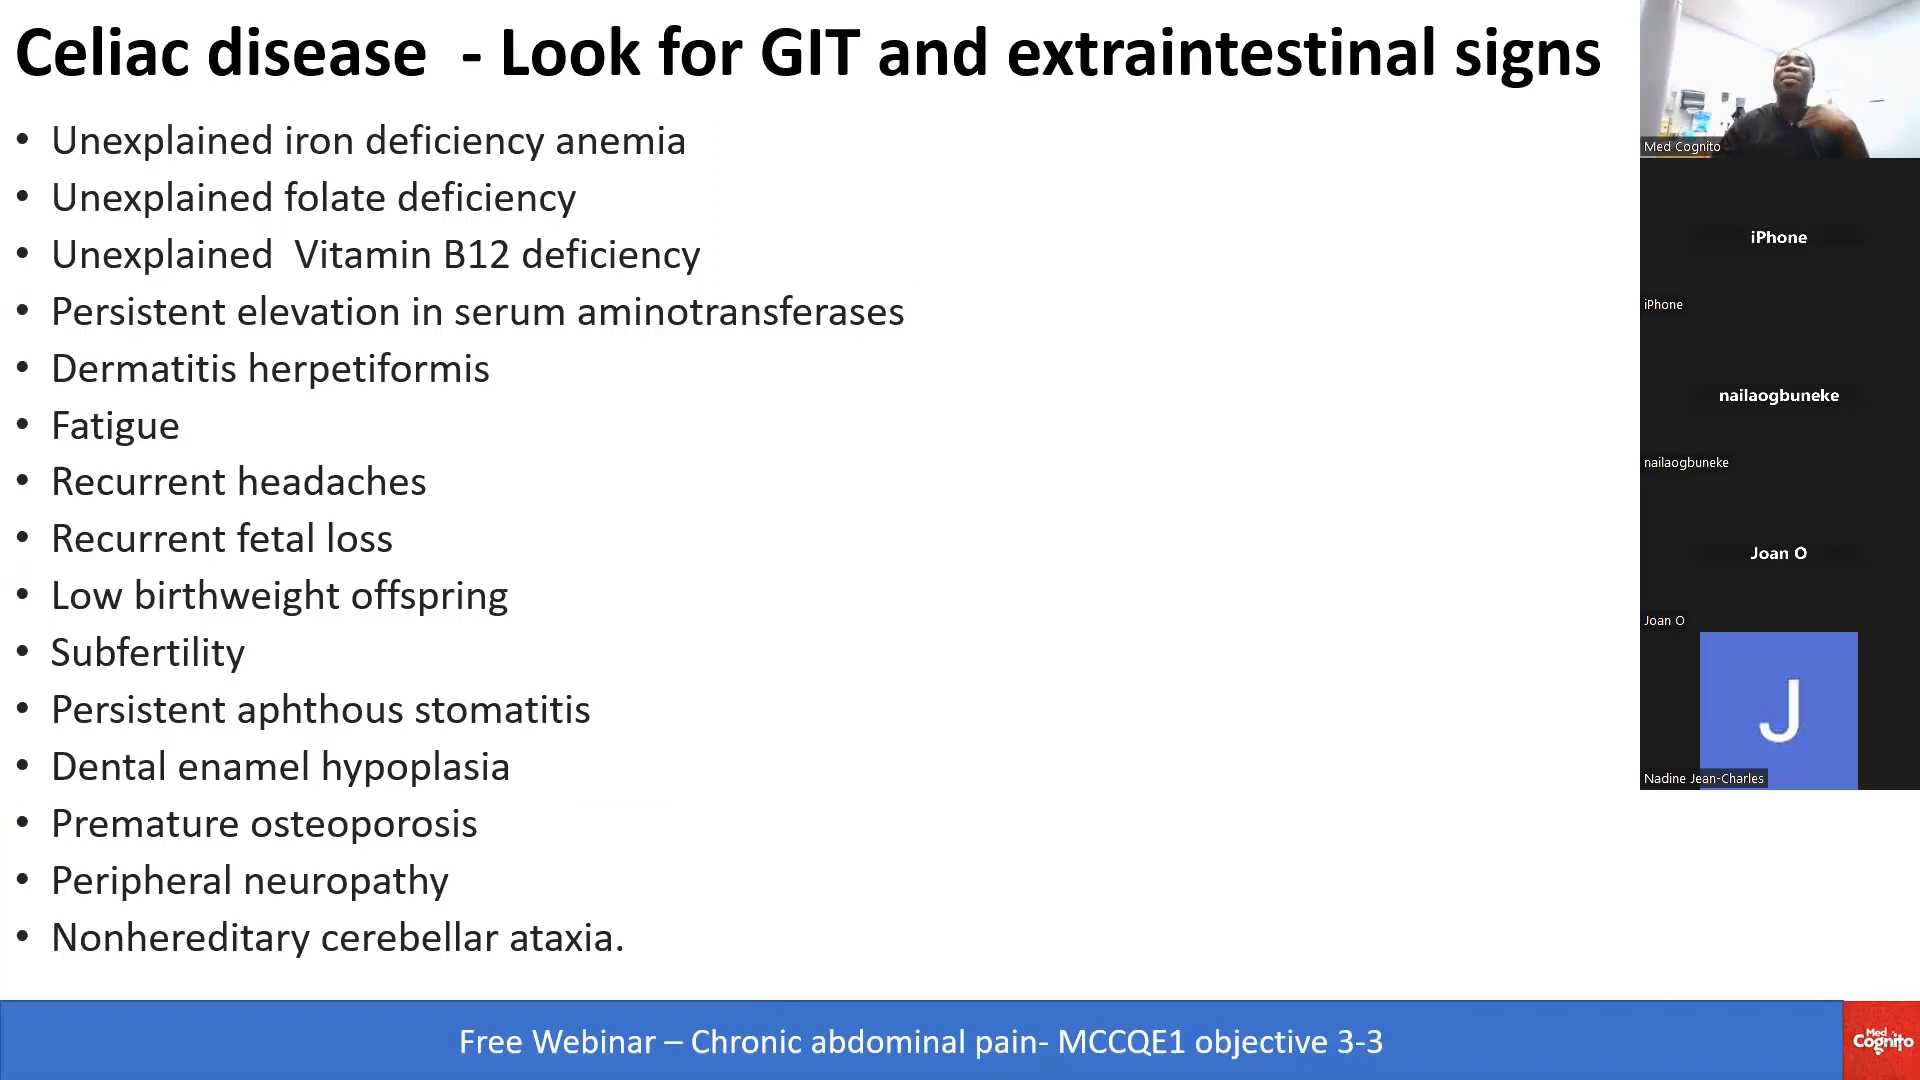 Celiac disease  - Look for GIT and extraintestinal signs
• Unexplained iron deficiency anemia
• Unexplained folate deficiency
• Unexplained  Vitamin B12 deficiency
• Persistent elevation in serum aminotransferases
• Dermatitis herpetiformis
• Fatigue
• Recurrent headaches
• Recurrent fetal loss
• Low birthweight offspring
• Subfertility
• Persistent aphthous stomatitis
• Dental enamel hypoplasia
• Premature osteoporosis
• Peripheral neuropathy
• Nonhereditary cerebellar ataxia.
Free Webinar – Chronic abdominal pain- MCCQE1 objective 3-3
Med
Cognito
Med Cognito
iPhone
iPhone
nailaogbuneke
nailaogbuneke
Joan O
Joan O
J
Nadine Jean-Charles